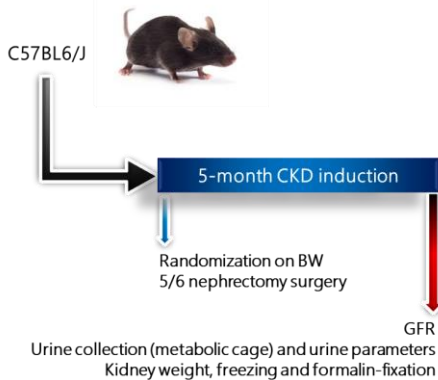 C57BL6/J
5-month CKD induction
Randomization on BW
5/6 nephrectomy surgery
GFR
Urine collection (metabolic cage) and urine parameters
Kidney weight, freezing and formalin-fixation